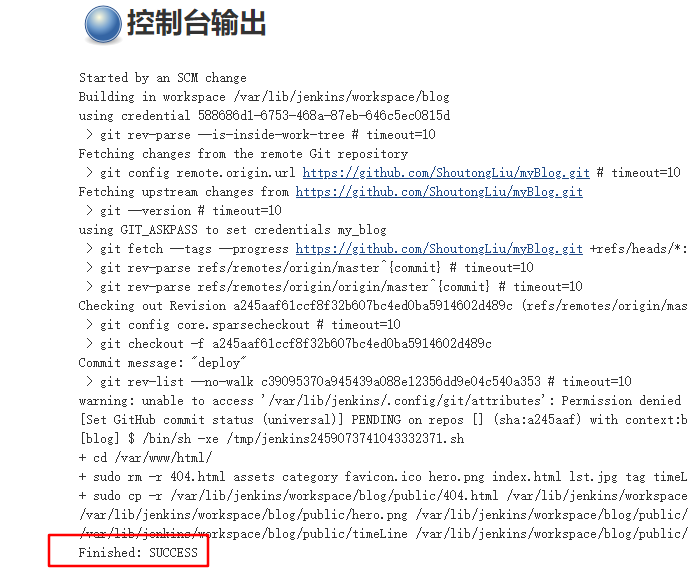 控制台输出
Started by an SCM change
Building in workspace /var/lib/jenkins/workspace/blog
using credential 588686d1-6753-468a-87eb-646c5ec0815d
 > git rev-parse --is-inside-work-tree # timeout=10
Fetching changes from the remote Git repository
 > git config remote.origin.url https://github.com/ShoutongLiu/myBlog.git # timeout=10
Fetching upstream changes from https://github.com/ShoutongLiu/myBlog.git
 > git --version # timeout=10
using GIT_ASKPASS to set credentials my_blog
 > git fetch --tags --progress https://github.com/ShoutongLiu/myBlog.git +refs/heads/*:
 > git rev-parse refs/remotes/origin/master^{commit} # timeout=10
 > git rev-parse refs/remotes/origin/origin/master^{commit} # timeout=10
Checking out Revision a245aaf61ccf8f32b607bc4ed0ba5914602d489c (refs/remotes/origin/mas
 > git config core.sparsecheckout # timeout=10
 > git checkout -f a245aaf61ccf8f32b607bc4ed0ba5914602d489c
Commit message: "deploy"
 > git rev-list --no-walk c39095370a945439a088e12356dd9e04c540a353 # timeout=10
warning: unable to access '/var/lib/jenkins/.config/git/attributes': Permission denied
[Set GitHub commit status (universal)] PENDING on repos [] (sha:a245aaf) with context:b
[blog] $ /bin/sh -xe /tmp/jenkins2459073741043332371.sh
+ cd /var/www/html/
+ sudo rm -r 404.html assets category favicon.ico hero.png index.html lst.jpg tag timeL
+ sudo cp -r /var/lib/jenkins/workspace/blog/public/404.html /var/lib/jenkins/workspace
/var/lib/jenkins/workspace/blog/public/hero.png /var/lib/jenkins/workspace/blog/public/
/var/lib/jenkins/workspace/blog/public/timeLine /var/lib/jenkins/workspace/blog/public/
Finished: SUCCESS